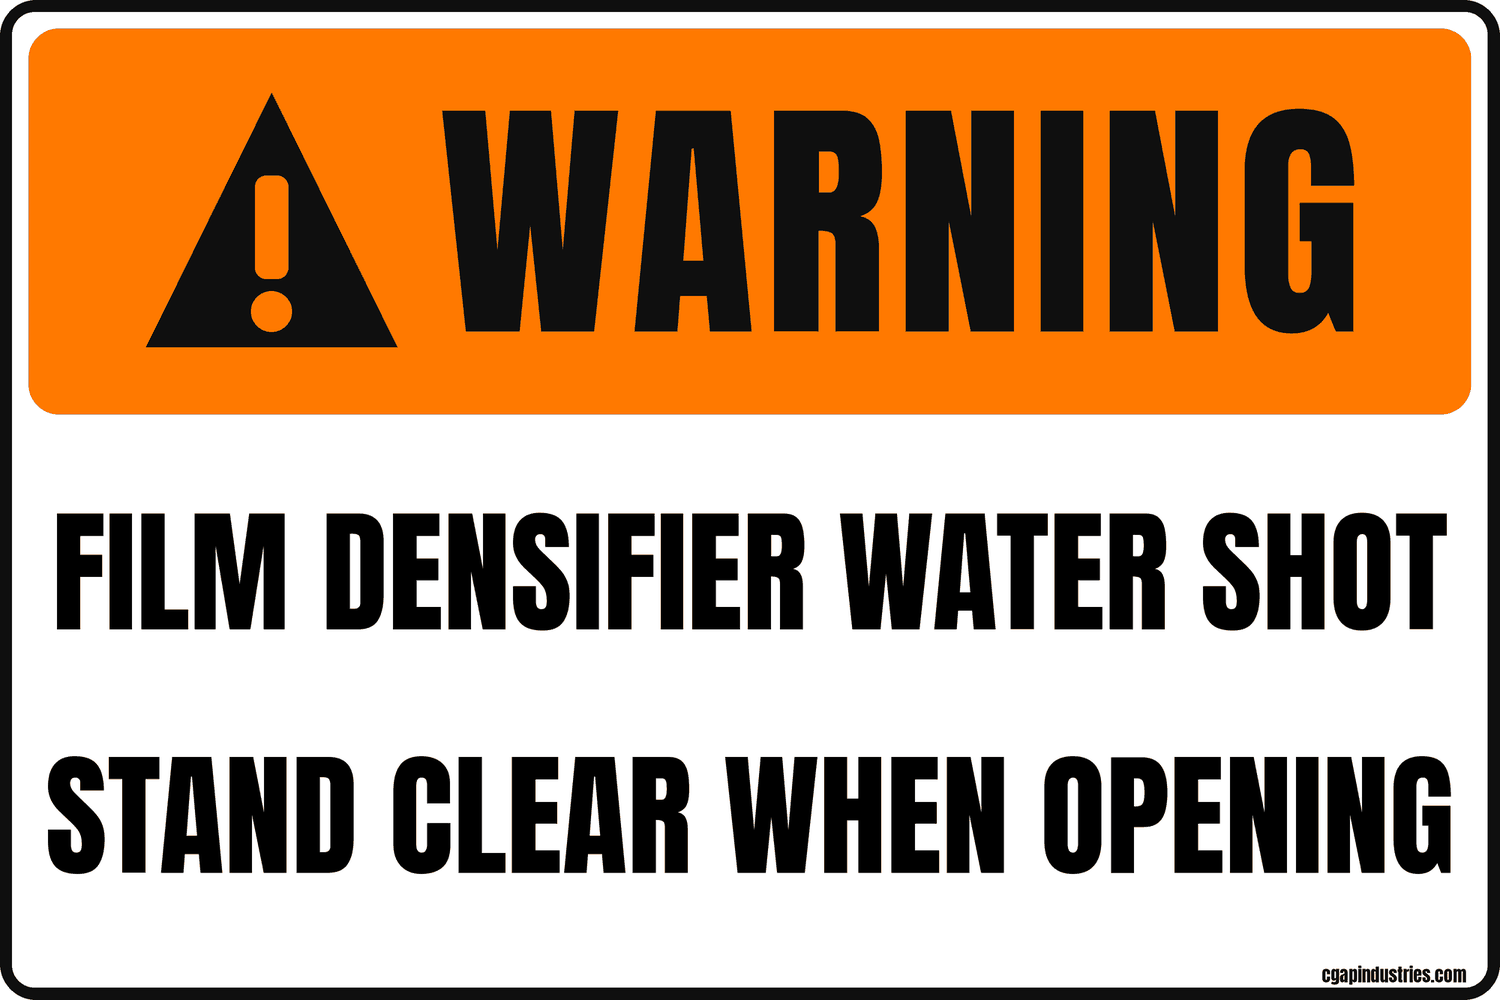 WARNING
FILM DENSIFIER WATER SHOT
STAND CLEAR WHEN OPENING
cgapindustries.com